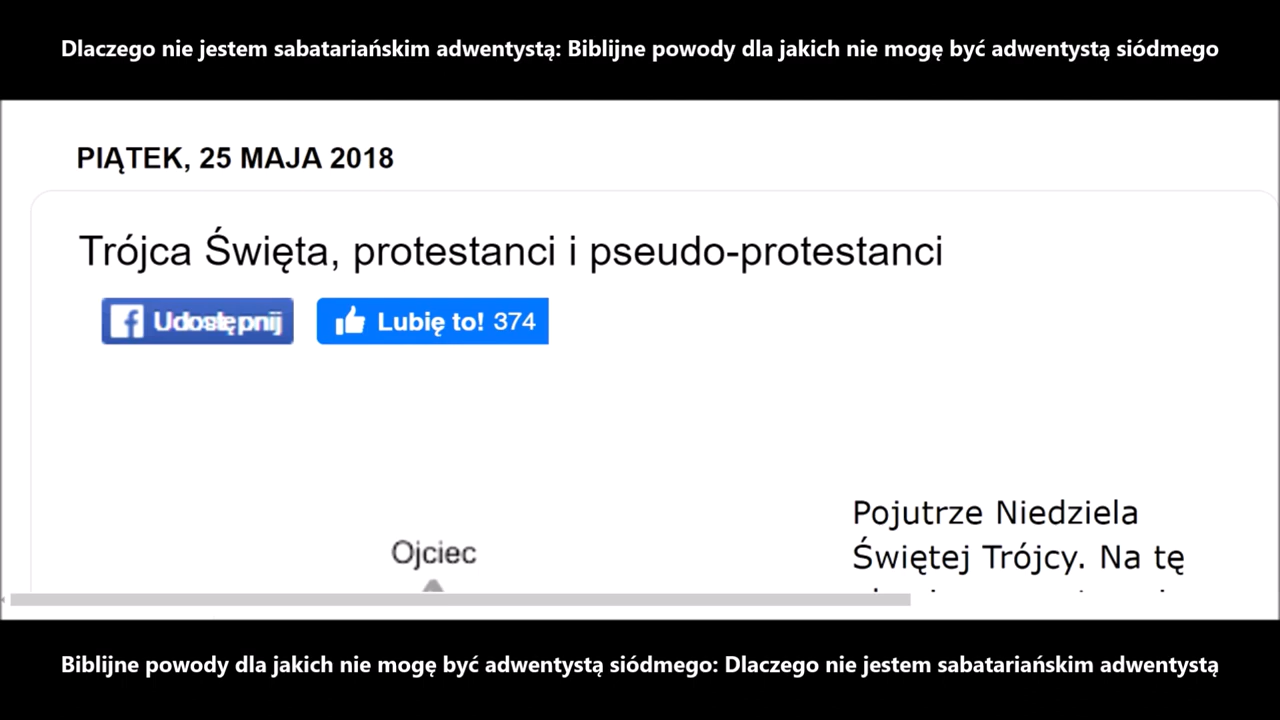 Dlaczego nie jestem sabatariańskim adwentystą: Biblijne powody dla jakich nie mogę być adwentystą siódmego
PIĄTEK, 25 MAJA 2018
Trójca Święta, protestanci i pseudo-protestanci
Udostępnij
Lubię to! 374
Pojutrze Niedziela
Świętej Trójcy. Na tę
Ojciec
Biblijne powody dla jakich nie mogę być adwentystą siódmego: Dlaczego nie jestem sabatariańskim adwentystą